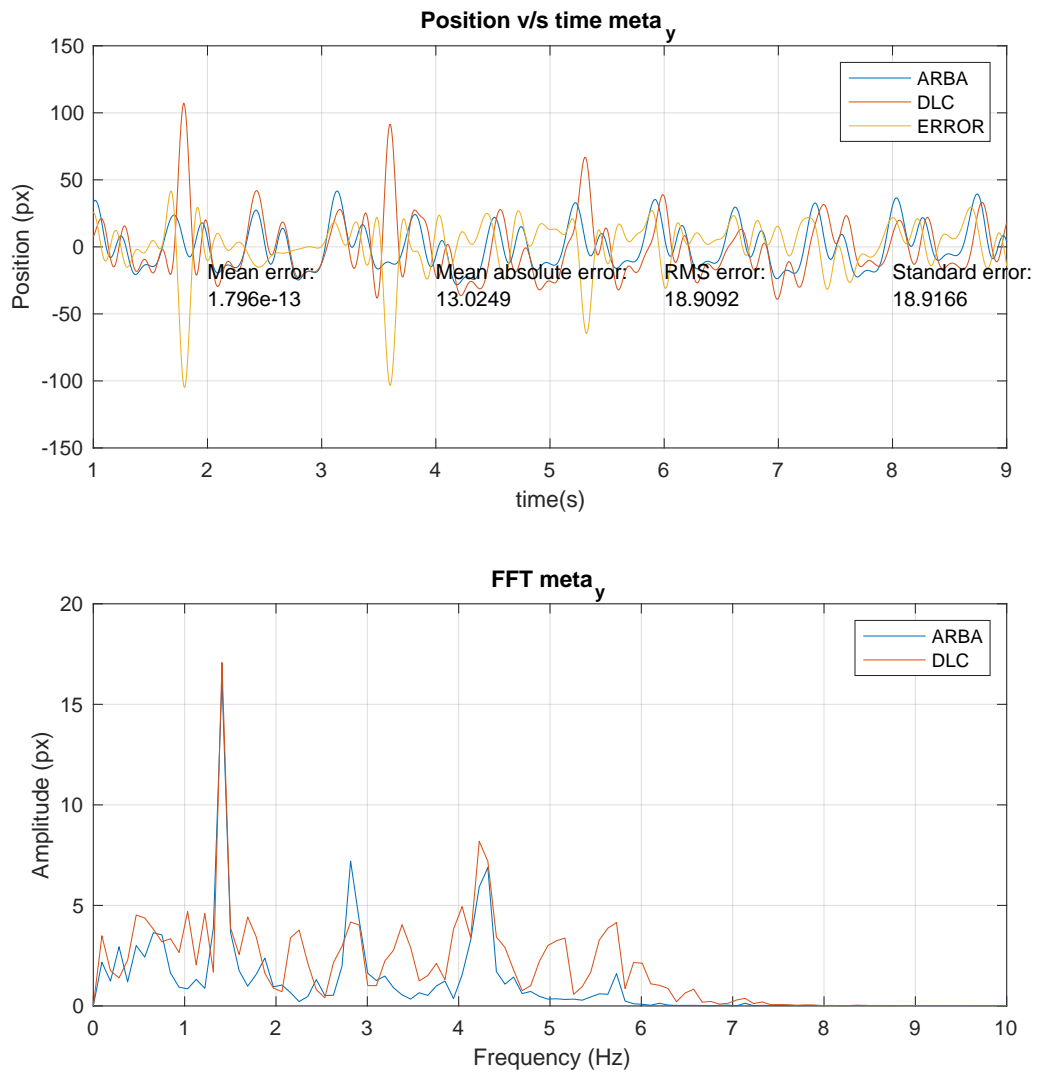 Position v/s time meta_y
150
100
50
0
-50
-100
-150
Position (px)
ARBA
DLC
ERROR
Mean error:
1.796e-13
Mean absolute error:
13.0249
RMS error:
18.9092
Standard error:
18.9166
1 2 3 4 5 6 7 8 9
time(s)
FFT meta_y
20
15
10
5
0
Amplitude (px)
ARBA
DLC
0 1 2 3 4 5 6 7 8 9 10
Frequency (Hz)